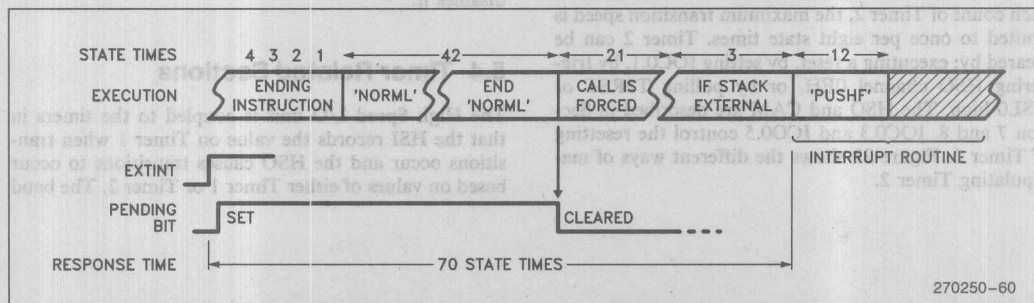 STATE TIMES 4 3 2 1 42 4 3 12
EXECUTION ENDING INSTRUCTION 'NORML' END 'NORML' CALL IS FORCED IF STACK EXTERNAL 'PUSHF'
INTERRUPT ROUTINE
EXTINT
PENDING BIT SET CLEARED
RESPONSE TIME 70 STATE TIMES
270250-60